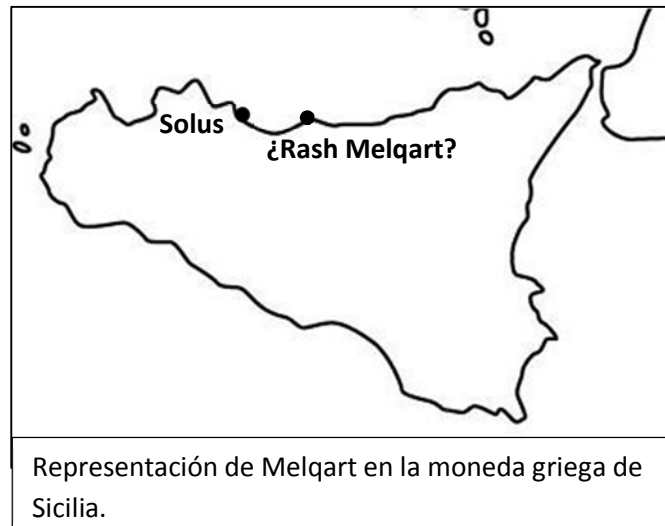 Solus
¿Rash Melqart?
Representación de Melqart en la moneda griega de
Sicilia.